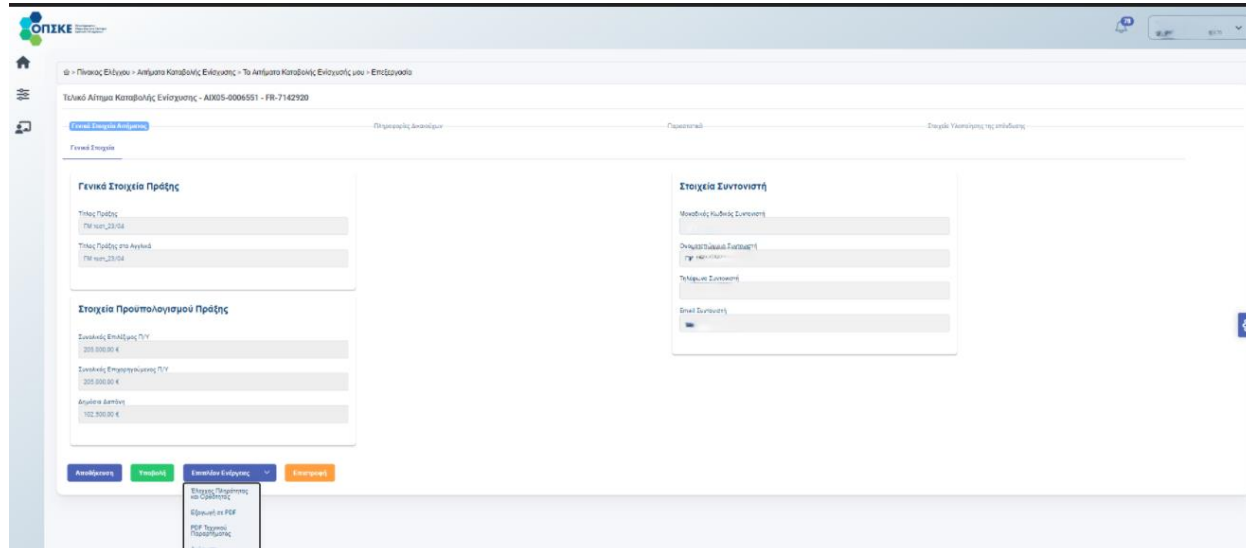 ΟΠΣΚΕ
78
⌂ > Πίνακας Ελέγχου > Αιτήματα Καταβολής Ενίσχυσης > Τα Αιτήματα Καταβολής Ενίσχυσής μου > Επεξεργασία
Τελικό Αίτημα Καταβολής Ενίσχυσης - ΑΙΧ05-0006551 - FR-7142920
Γενικά Στοιχεία Αιτήματος
Πληροφορίες Δικαιούχων
Παραστατικά
Στοιχεία Υλοποίησης της επένδυσης
Γενικά Στοιχεία
Γενικά Στοιχεία Πράξης
Τίτλος Πράξης
Τίτλος Πράξης στα Αγγλικά
Στοιχεία Προϋπολογισμού Πράξης
Συνολικός Επιλέξιμος Π/Υ
205.000,00 €
Συνολικός Επιχορηγούμενος Π/Υ
205.000,00 €
Δημόσια Δαπάνη
102.500,00 €
Στοιχεία Συντονιστή
Μοναδικός Κωδικός Συντονιστή
Ονοματεπώνυμο Συντονιστή
Τηλέφωνο Συντονιστή
Email Συντονιστή
Αποθήκευση
Υποβολή
Επιπλέον Ενέργειες
Επιστροφή
Έλεγχος Πληρότητας
και Ορθότητας
Εξαγωγή σε PDF
PDF Τεχνικού
Παραρτήματος